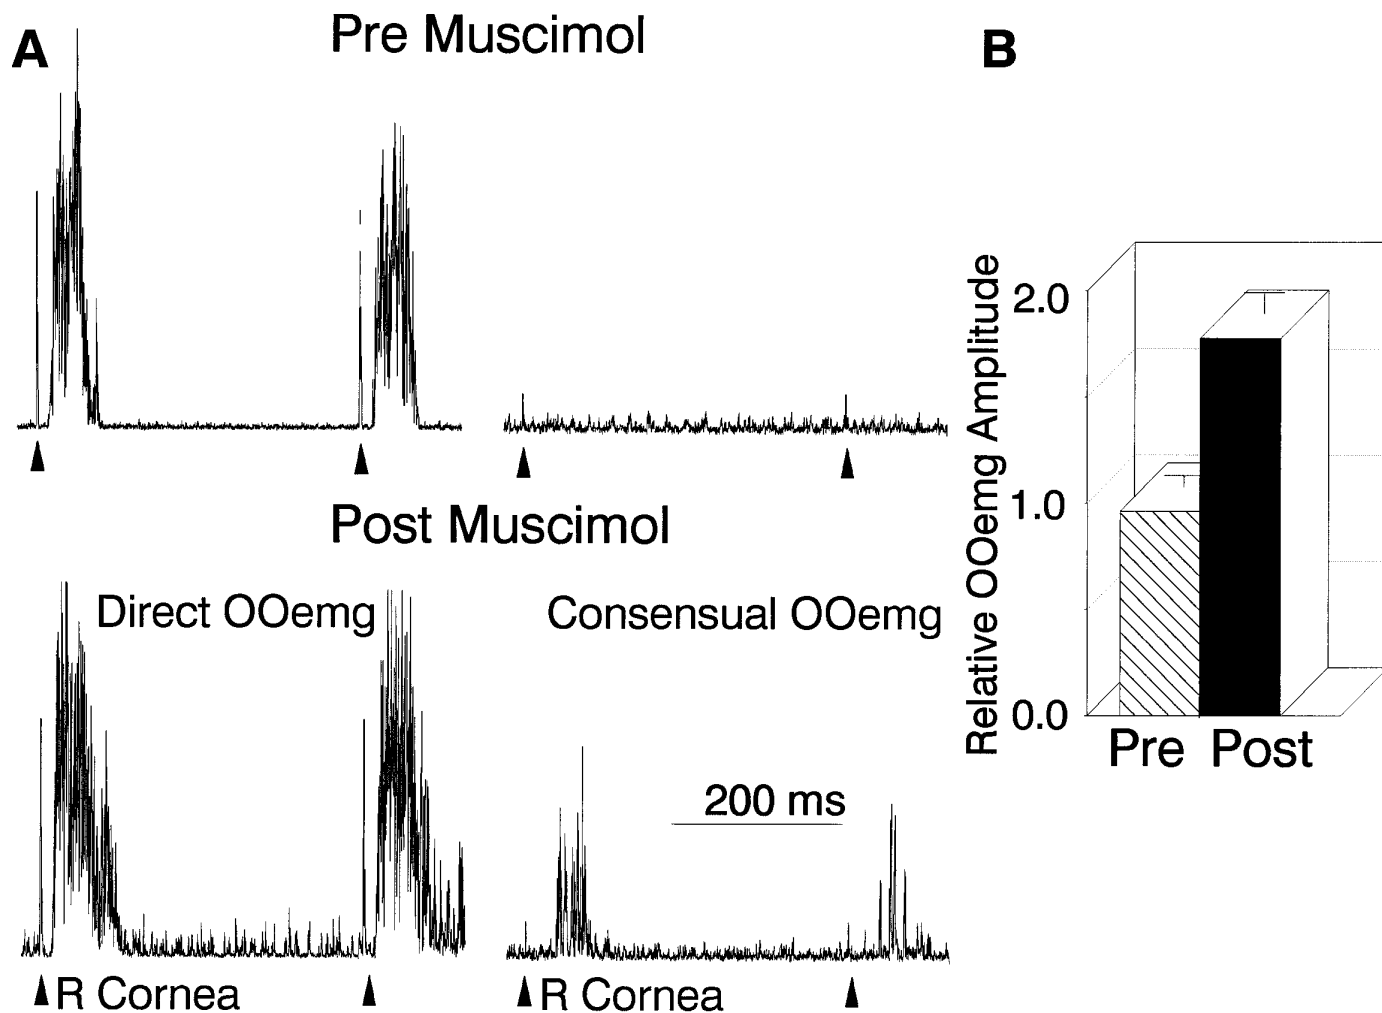 A
Pre Muscimol
Post Muscimol
Direct OOemg
Consensual OOemg
200 ms
R Cornea
R Cornea
B
Relative OOemg Amplitude
2.0
1.0
0.0
Pre
Post